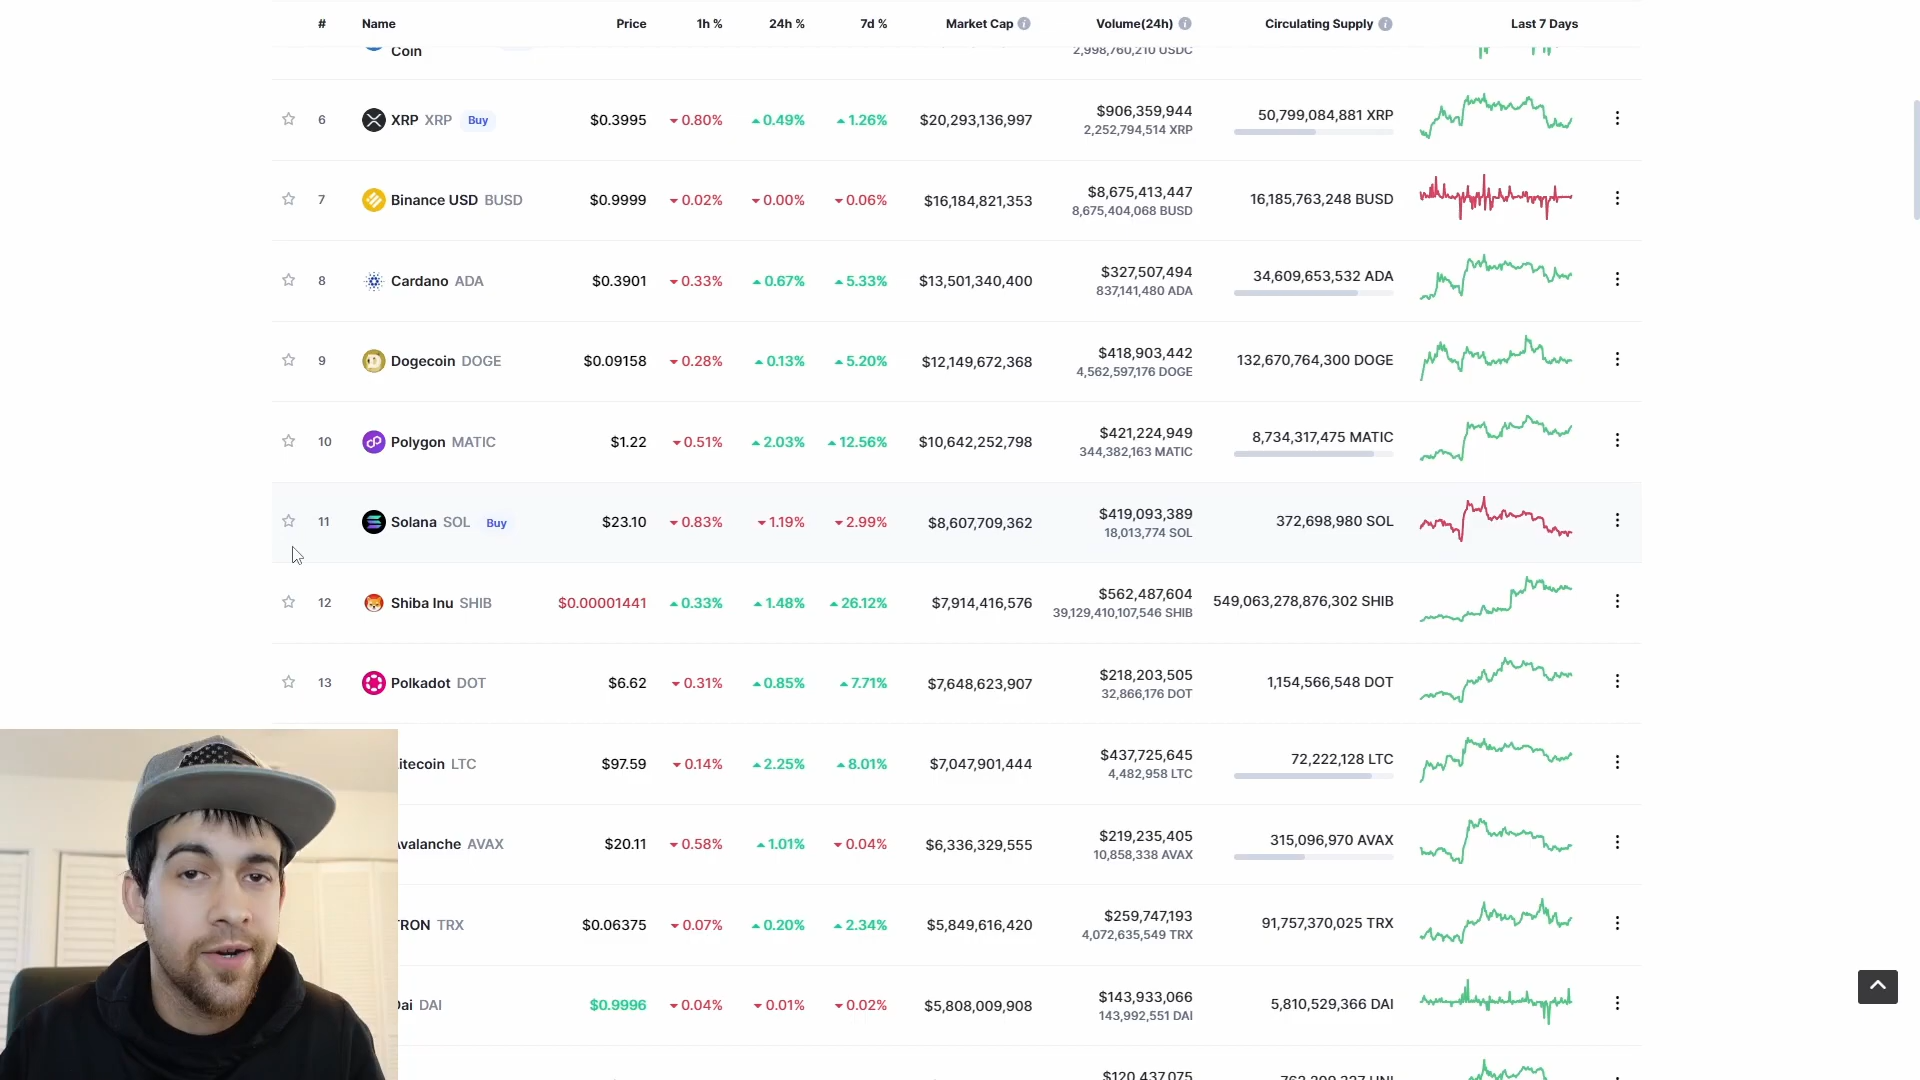 # Name Price 1h % 24h % 7d % Market Cap Volume(24h) Circulating Supply Last 7 Days
Coin 2,998,760,210 USDC
6 XRP XRP Buy $0.3995 0.80% 0.49% 1.26% $20,293,136,997 $906,359,944 50,799,084,881 XRP
2,252,794,514 XRP
7 Binance USD BUSD $0.9999 0.02% 0.00% 0.06% $16,184,821,353 $8,675,413,447 16,185,763,248 BUSD
8,675,404,068 BUSD
8 Cardano ADA $0.3901 0.33% 0.67% 5.33% $13,501,340,400 $327,507,494 34,609,653,532 ADA
837,141,480 ADA
9 Dogecoin DOGE $0.09158 0.28% 0.13% 5.20% $12,149,672,368 $418,903,442 132,670,764,300 DOGE
4,562,597,176 DOGE
10 Polygon MATIC $1.22 0.51% 2.03% 12.56% $10,642,252,798 $421,224,949 8,734,317,475 MATIC
344,382,163 MATIC
11 Solana SOL Buy $23.10 0.83% 1.19% 2.99% $8,607,709,362 $419,093,389 372,698,980 SOL
18,013,774 SOL
12 Shiba Inu SHIB $0.00001441 0.33% 1.48% 26.12% $7,914,416,576 $562,487,604 549,063,278,876,302 SHIB
39,129,410,107,546 SHIB
13 Polkadot DOT $6.62 0.31% 0.85% 7.71% $7,648,623,907 $218,203,505 1,154,566,548 DOT
32,866,176 DOT
itecoin LTC $97.59 0.14% 2.25% 8.01% $7,047,901,444 $437,725,645 72,222,128 LTC
4,482,958 LTC
Avalanche AVAX $20.11 0.58% 1.01% 0.04% $6,336,329,555 $219,235,405 315,096,970 AVAX
10,858,338 AVAX
TRON TRX $0.06375 0.07% 0.20% 2.34% $5,849,616,420 $259,747,193 91,757,370,025 TRX
4,072,635,549 TRX
Dai DAI $0.9996 0.04% 0.01% 0.02% $5,808,009,908 $143,933,066 5,810,529,366 DAI
143,992,551 DAI
$120,437,075